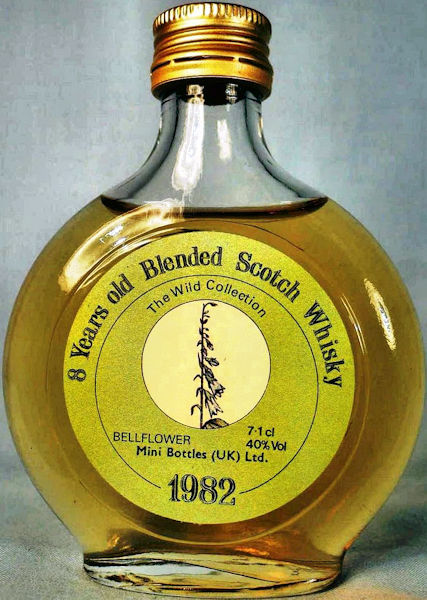 8 Years old Blended Scotch Whisky
The Wild Collection
BELLFLOWER
7·1 cl
40% Vol
Mini Bottles (UK) Ltd.
1982